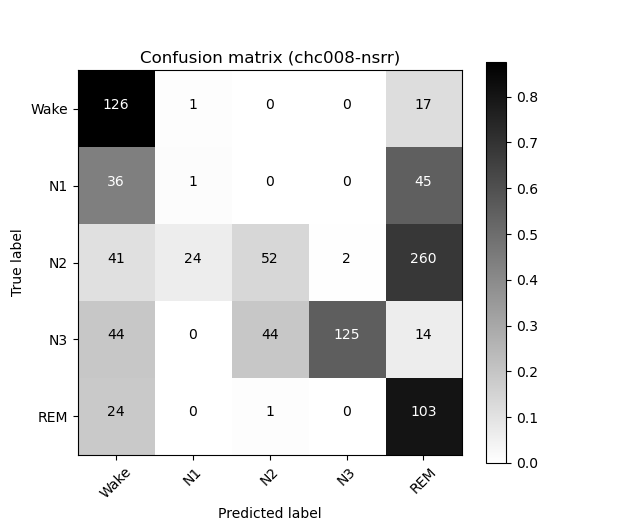 Confusion matrix (chc008-nsrr)
True label
Wake 126 1 0 0 17
N1 36 1 0 0 45
N2 41 24 52 2 260
N3 44 0 44 125 14
REM 24 0 1 0 103
Wake N1 N2 N3 REM
Predicted label
0.8
0.7
0.6
0.5
0.4
0.3
0.2
0.1
0.0